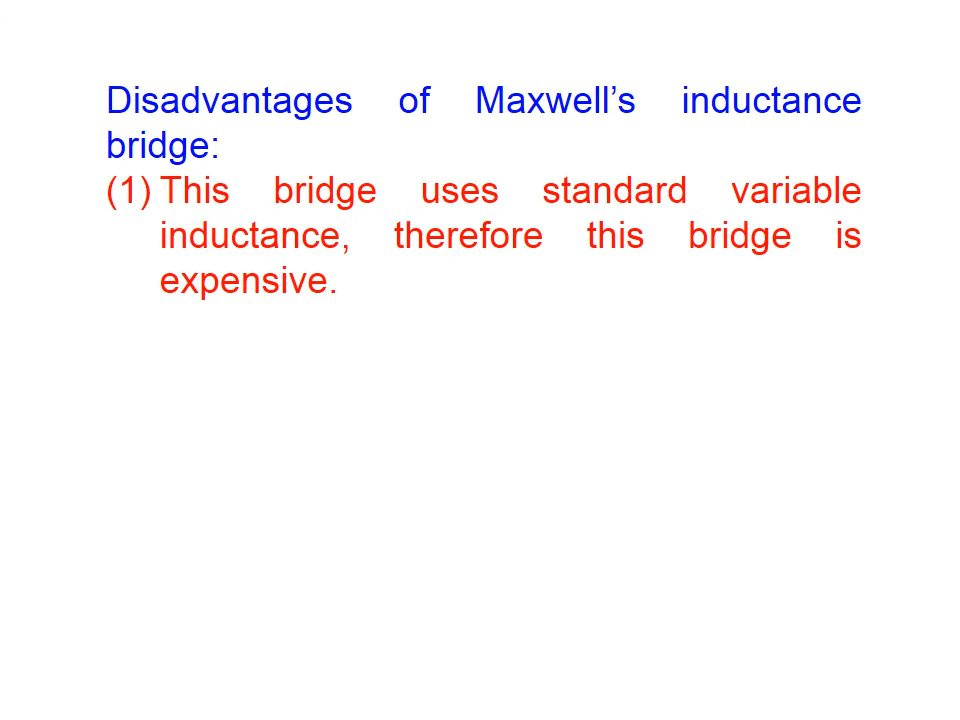 Disadvantages of Maxwell’s inductance
bridge:
(1) This bridge uses standard variable
inductance, therefore this bridge is
expensive.